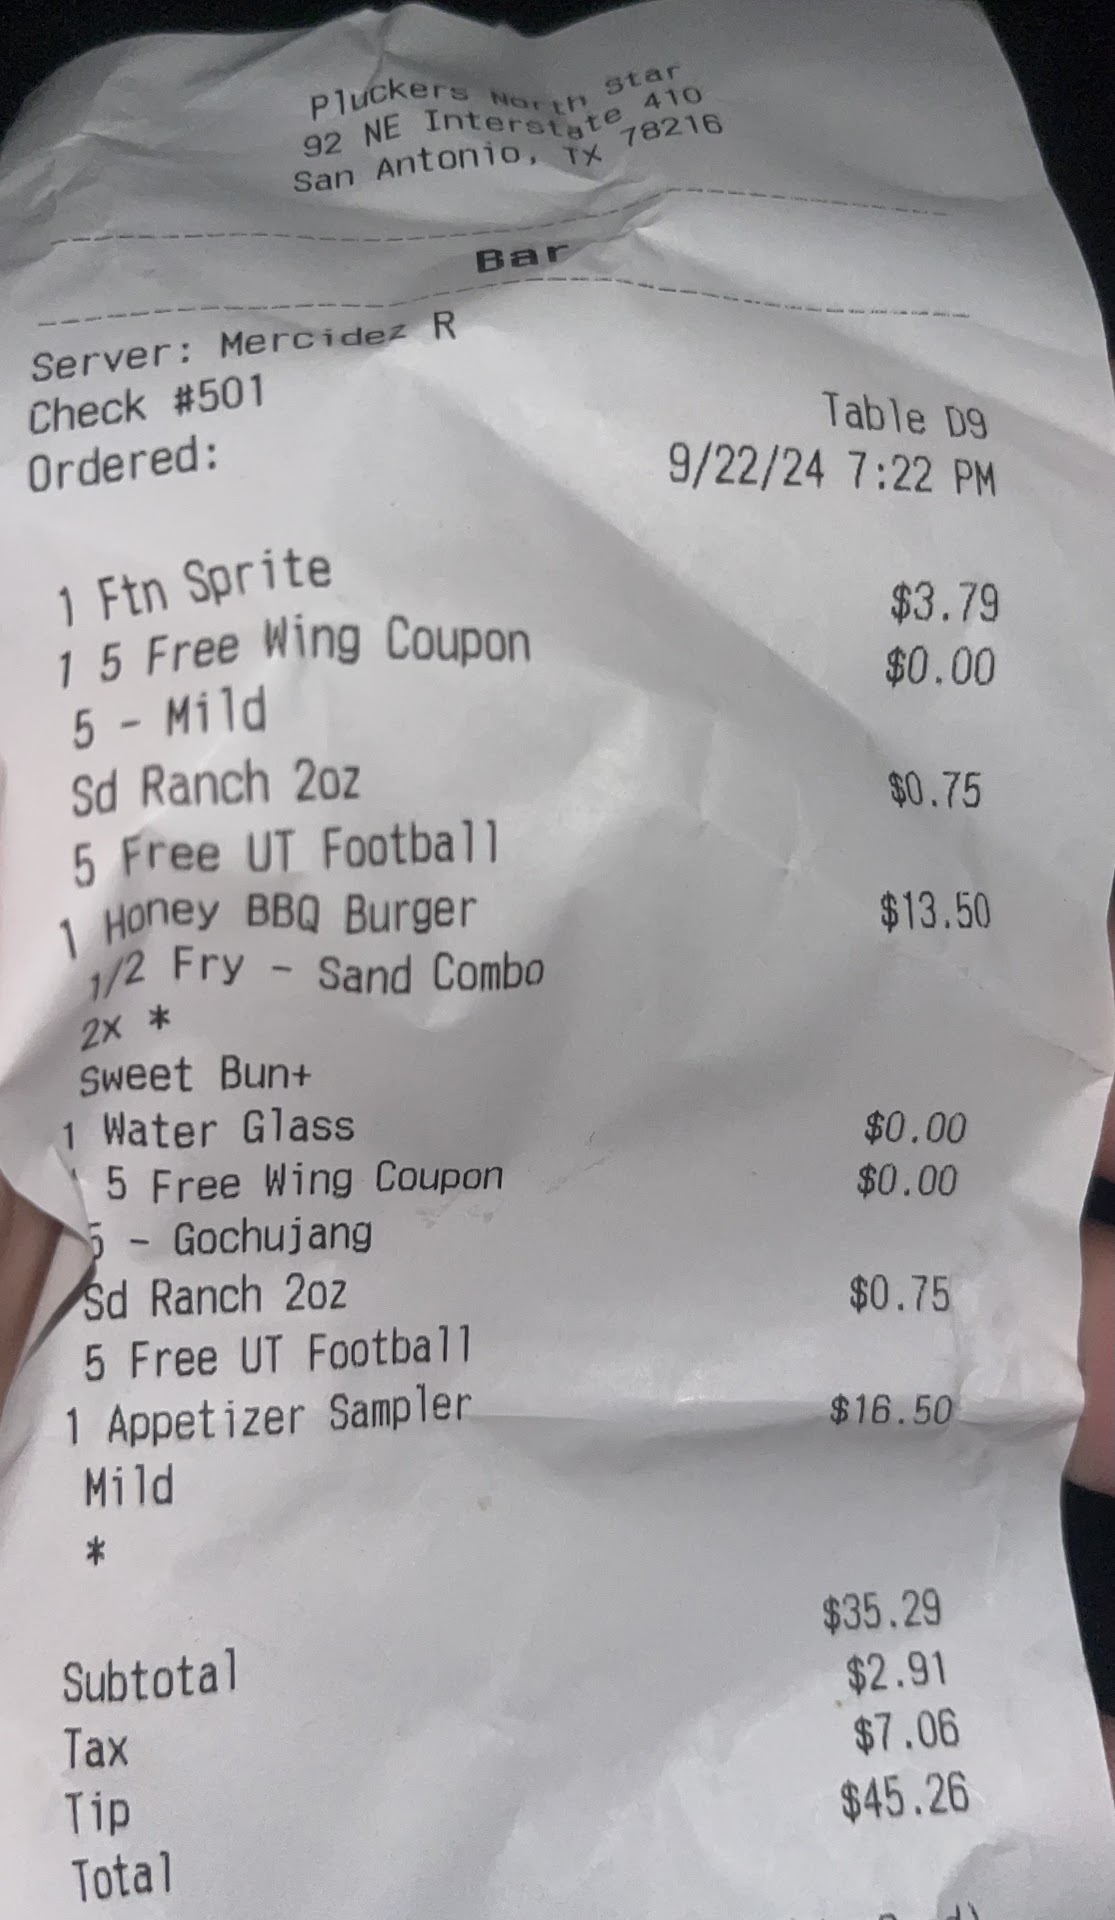 Pluckers North Star
92 NE Interstate 410
San Antonio, TX 78216
Bar
Server: Mercidez R
Check #501 Table D9
Ordered: 9/22/24 7:22 PM
1 Ftn Sprite $3.79
1 5 Free Wing Coupon $0.00
5 - Mild
Sd Ranch 2oz $0.75
5 Free UT Football
1 Honey BBQ Burger $13.50
1/2 Fry - Sand Combo
2x *
Sweet Bun+
1 Water Glass $0.00
5 Free Wing Coupon $0.00
5 - Gochujang
Sd Ranch 2oz $0.75
5 Free UT Football
1 Appetizer Sampler $16.50
Mild
*
Subtotal $35.29
Tax $2.91
Tip $7.06
Total $45.26